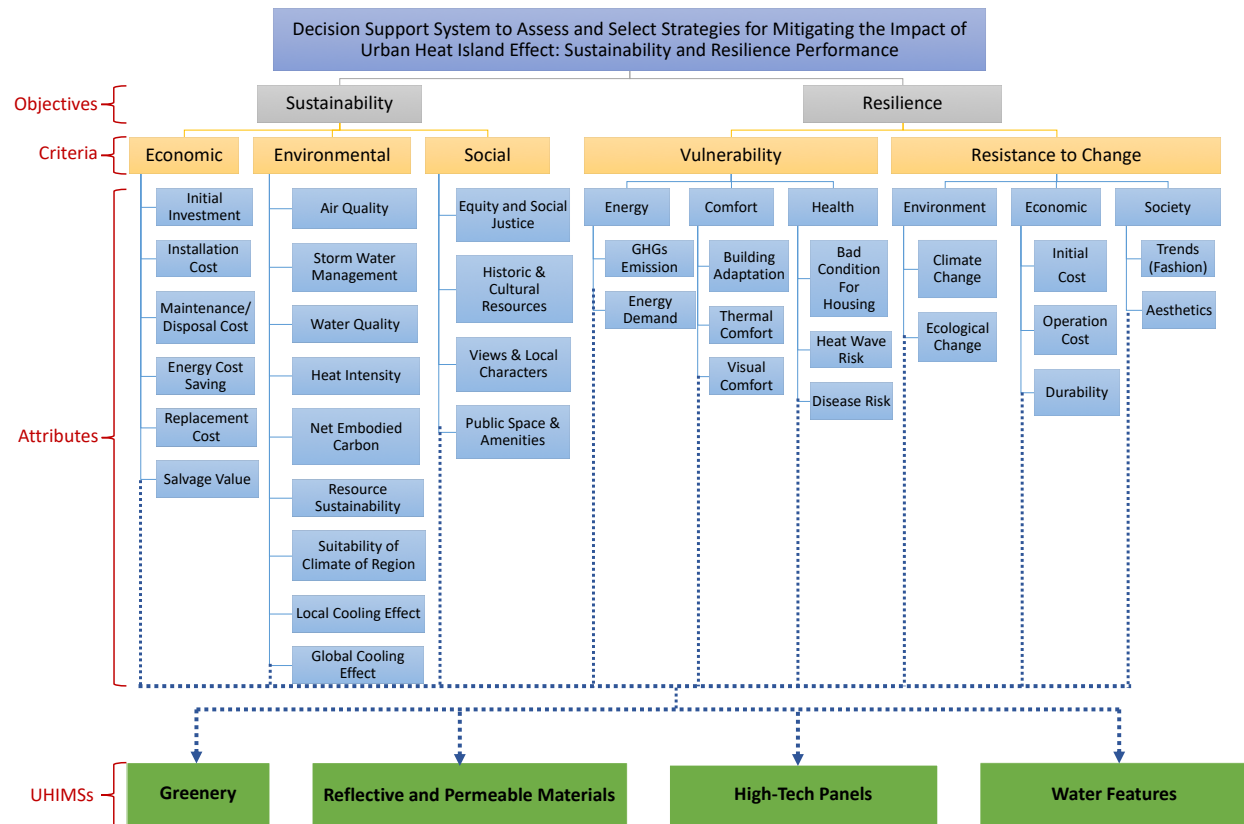 Decision Support System to Assess and Select Strategies for Mitigating the Impact of
Urban Heat Island Effect: Sustainability and Resilience Performance
Objectives
Sustainability
Resilience
Criteria
Economic
Environmental
Social
Vulnerability
Resistance to Change
Attributes
Initial
Investment
Installation
Cost
Maintenance/
Disposal Cost
Energy Cost
Saving
Replacement
Cost
Salvage Value
Air Quality
Storm Water
Management
Water Quality
Heat Intensity
Net Embodied
Carbon
Resource
Sustainability
Suitability of
Climate of Region
Local Cooling Effect
Global Cooling
Effect
Equity and Social
Justice
Historic &
Cultural
Resources
Views & Local
Characters
Public Space &
Amenities
Energy
GHGs
Emission
Energy
Demand
Comfort
Building
Adaptation
Thermal
Comfort
Visual
Comfort
Health
Bad
Condition
For
Housing
Heat Wave
Risk
Disease Risk
Environment
Climate
Change
Ecological
Change
Economic
Initial
Cost
Operation
Cost
Durability
Society
Trends
(Fashion)
Aesthetics
UHIMSs
Greenery
Reflective and Permeable Materials
High-Tech Panels
Water Features